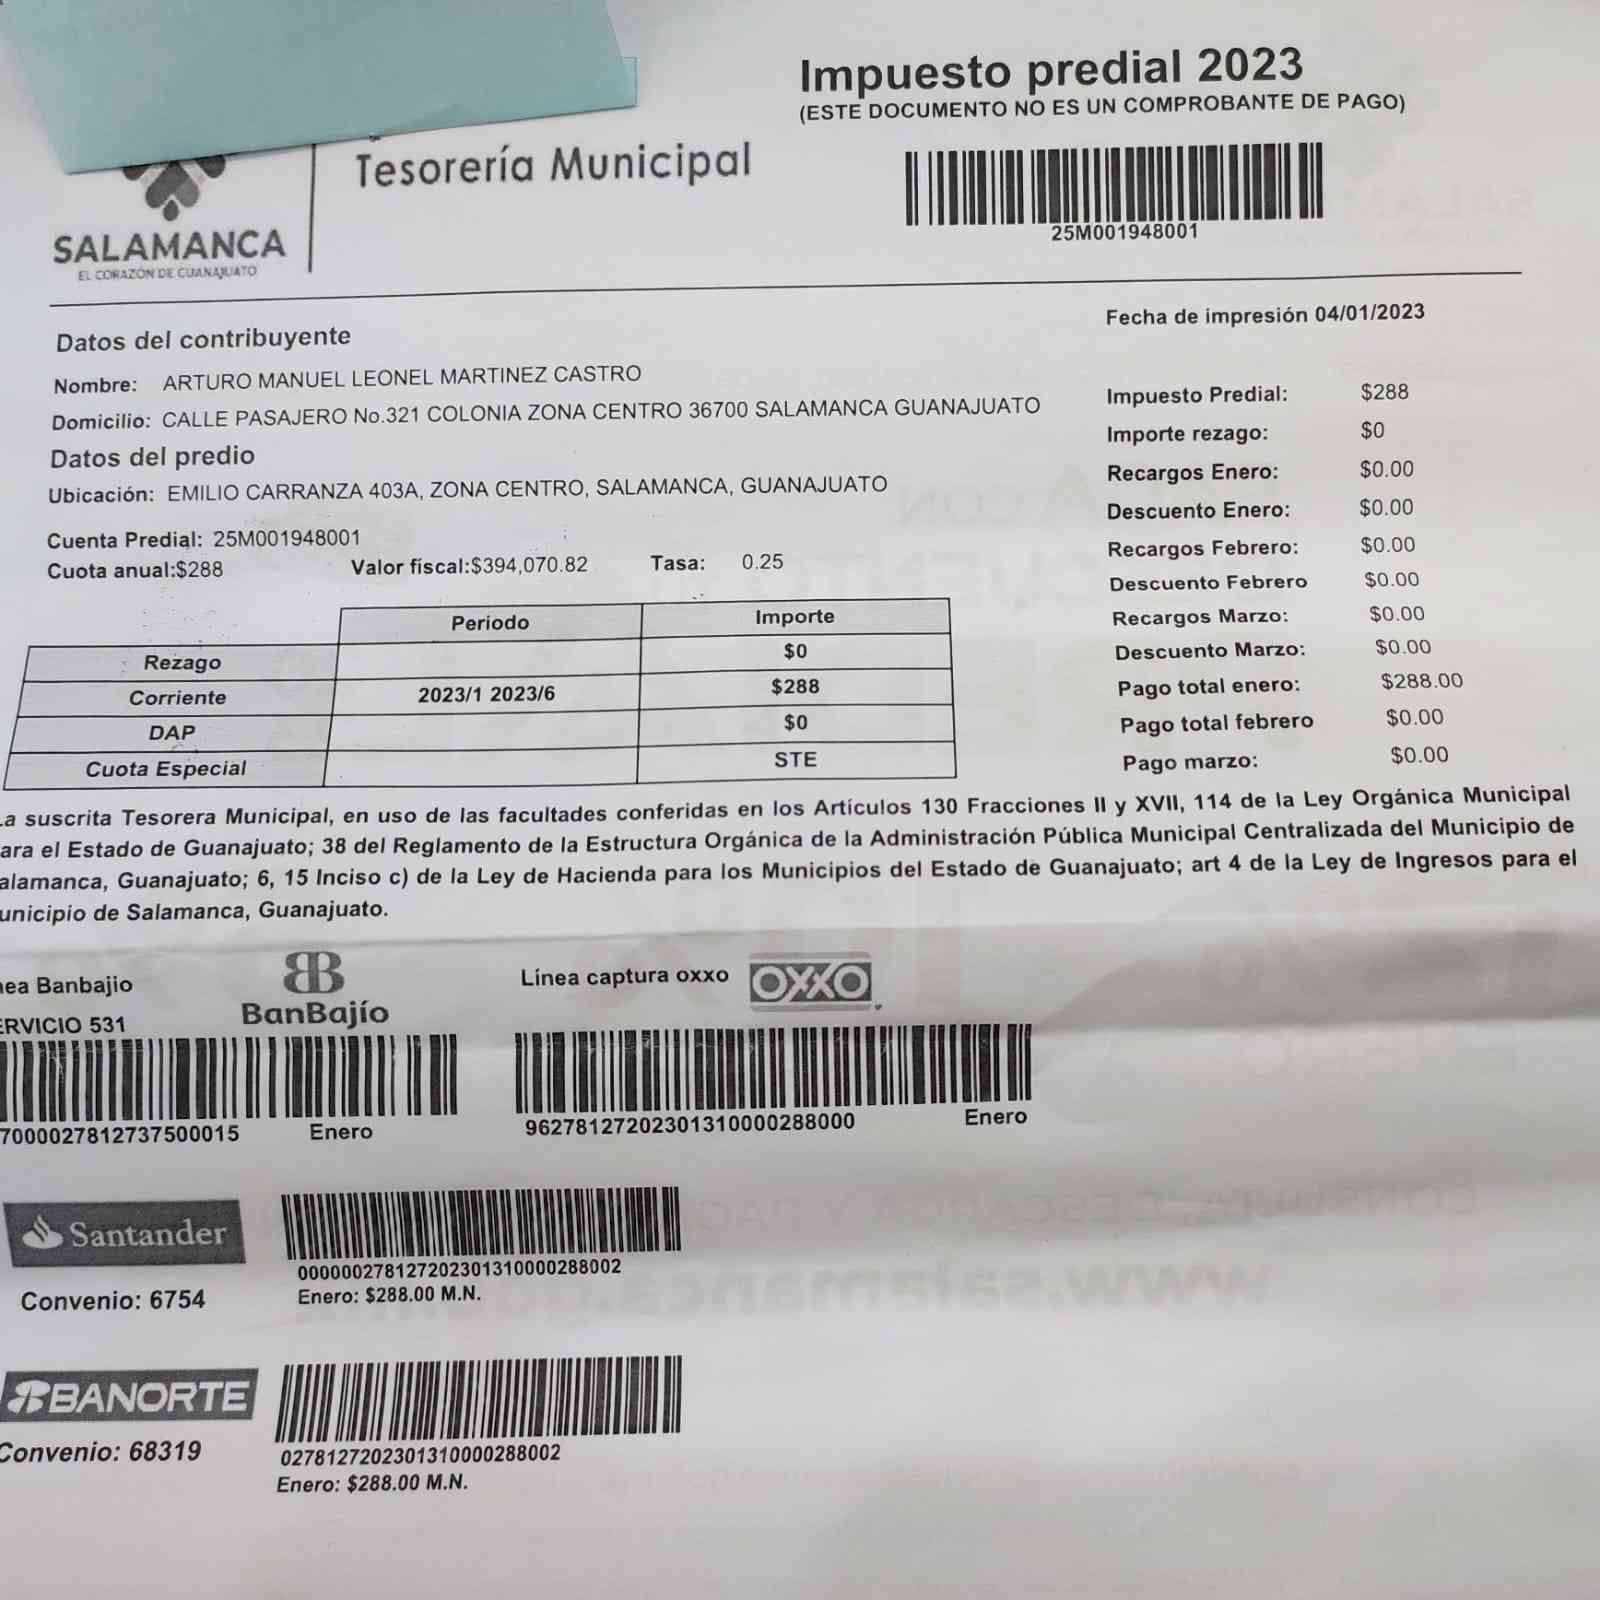 Impuesto predial 2023
(ESTE DOCUMENTO NO ES UN COMPROBANTE DE PAGO)
Tesorería Municipal
SALAMANCA
EL CORAZÓN DE GUANAJUATO
25M001948001
Fecha de impresión 04/01/2023
Datos del contribuyente
Nombre: ARTURO MANUEL LEONEL MARTINEZ CASTRO
Domicilio: CALLE PASAJERO No.321 COLONIA ZONA CENTRO 36700 SALAMANCA GUANAJUATO
Datos del predio
Ubicación: EMILIO CARRANZA 403A, ZONA CENTRO, SALAMANCA, GUANAJUATO
Cuenta Predial: 25M001948001
Cuota anual:$288 Valor fiscal:$394,070.82 Tasa: 0.25
Impuesto Predial: $288
Importe rezago: $0
Recargos Enero: $0.00
Descuento Enero: $0.00
Recargos Febrero: $0.00
Descuento Febrero $0.00
Recargos Marzo: $0.00
Descuento Marzo: $0.00
Pago total enero: $288.00
Pago total febrero $0.00
Pago marzo: $0.00
Periodo Importe
Rezago $0
Corriente 2023/1 2023/6 $288
DAP $0
Cuota Especial STE
La suscrita Tesorera Municipal, en uso de las facultades conferidas en los Artículos 130 Fracciones II y XVII, 114 de la Ley Orgánica Municipal
ara el Estado de Guanajuato; 38 del Reglamento de la Estructura Orgánica de la Administración Pública Municipal Centralizada del Municipio de
alamanca, Guanajuato; 6, 15 Inciso c) de la Ley de Hacienda para los Municipios del Estado de Guanajuato; art 4 de la Ley de Ingresos para el
unicipio de Salamanca, Guanajuato.
nea Banbajio BanBajío Línea captura oxxo OXXO
ERVICIO 531
7000027812737500015 Enero
96278127202301310000288000 Enero
Santander
Convenio: 6754
00000027812720230131 0000288002
Enero: $288.00 M.N.
BANORTE
Convenio: 68319
0278127202301310000288002
Enero: $288.00 M.N.